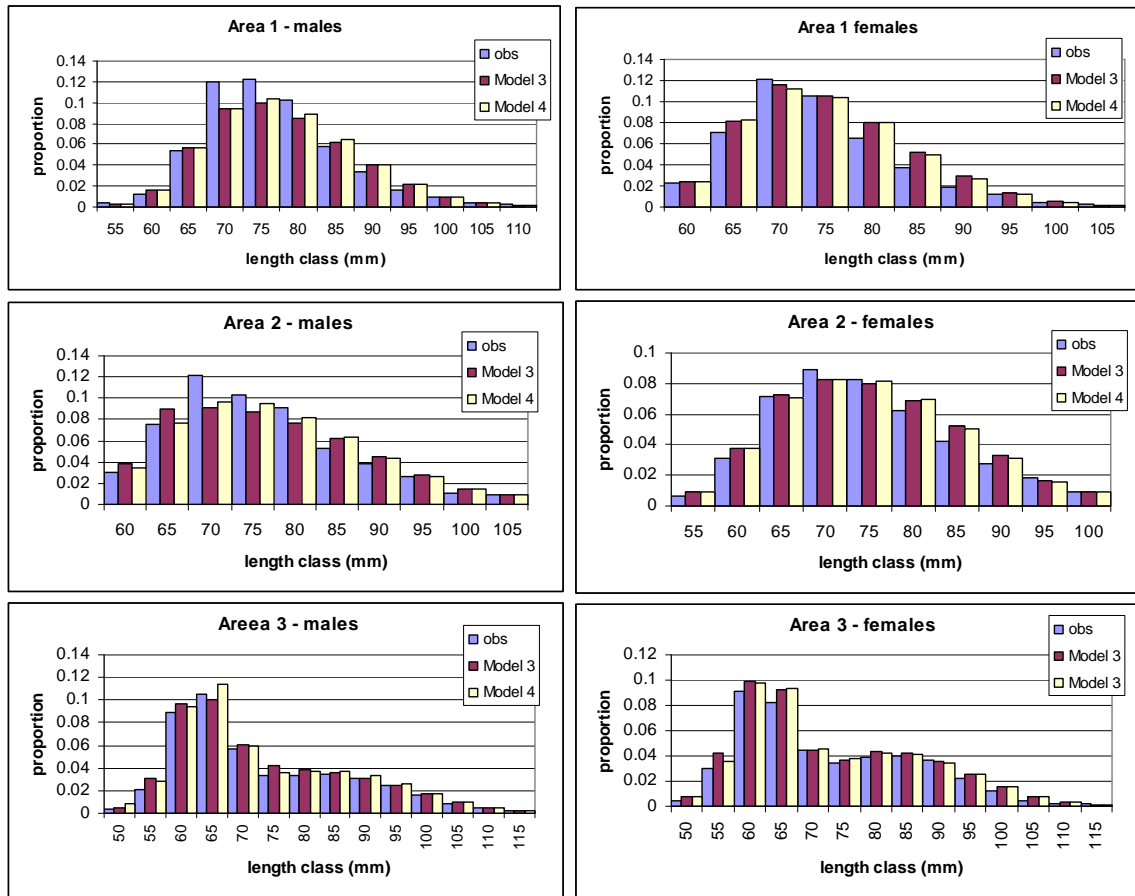 Area 1 - males
obs
Model 3
Model 4
proportion
0.14
0.12
0.1
0.08
0.06
0.04
0.02
0
55 60 65 70 75 80 85 90 95 100 105 110
length class (mm)
Area 1 females
obs
Model 3
Model 4
proportion
0.14
0.12
0.1
0.08
0.06
0.04
0.02
0
60 65 70 75 80 85 90 95 100 105
length class (mm)
Area 2 - males
obs
Model 3
Model 4
proportion
0.14
0.12
0.1
0.08
0.06
0.04
0.02
0
60 65 70 75 80 85 90 95 100 105
length class (mm)
Area 2 - females
obs
Model 3
Model 4
proportion
0.1
0.08
0.06
0.04
0.02
0
55 60 65 70 75 80 85 90 95 100
length class (mm)
Areea 3 - males
obs
Model 3
Model 4
proportion
0.14
0.12
0.1
0.08
0.06
0.04
0.02
0
50 55 60 65 70 75 80 85 90 95 100 105 110 115
length class (mm)
Area 3 - females
obs
Model 3
Model 3
proportion
0.12
0.1
0.08
0.06
0.04
0.02
0
50 55 60 65 70 75 80 85 90 95 100 105 110 115
length class (mm)